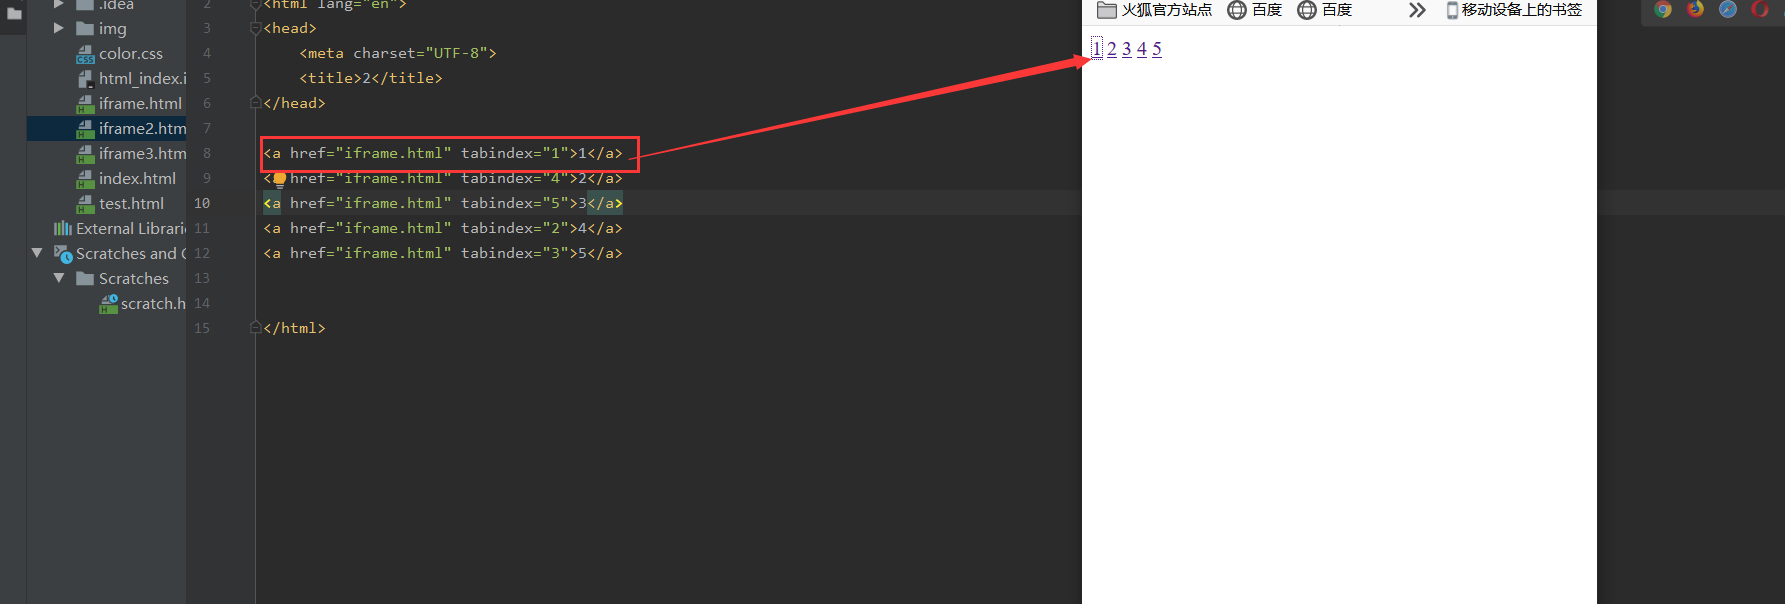 .idea
img
color.css
html_index.i
iframe.html
iframe2.htm
iframe3.htm
index.html
test.html
External Librari
Scratches and C
Scratches
scratch.h
2 <html lang="en">
3 <head>
4 <meta charset="UTF-8">
5 <title>2</title>
6 </head>
7
8 <a href="iframe.html" tabindex="1">1</a>
9 < href="iframe.html" tabindex="4">2</a>
10 <a href="iframe.html" tabindex="5">3</a>
11 <a href="iframe.html" tabindex="2">4</a>
12 <a href="iframe.html" tabindex="3">5</a>
13
14
15 </html>
火狐官方站点 百度 百度 >> 移动设备上的书签
1 2 3 4 5